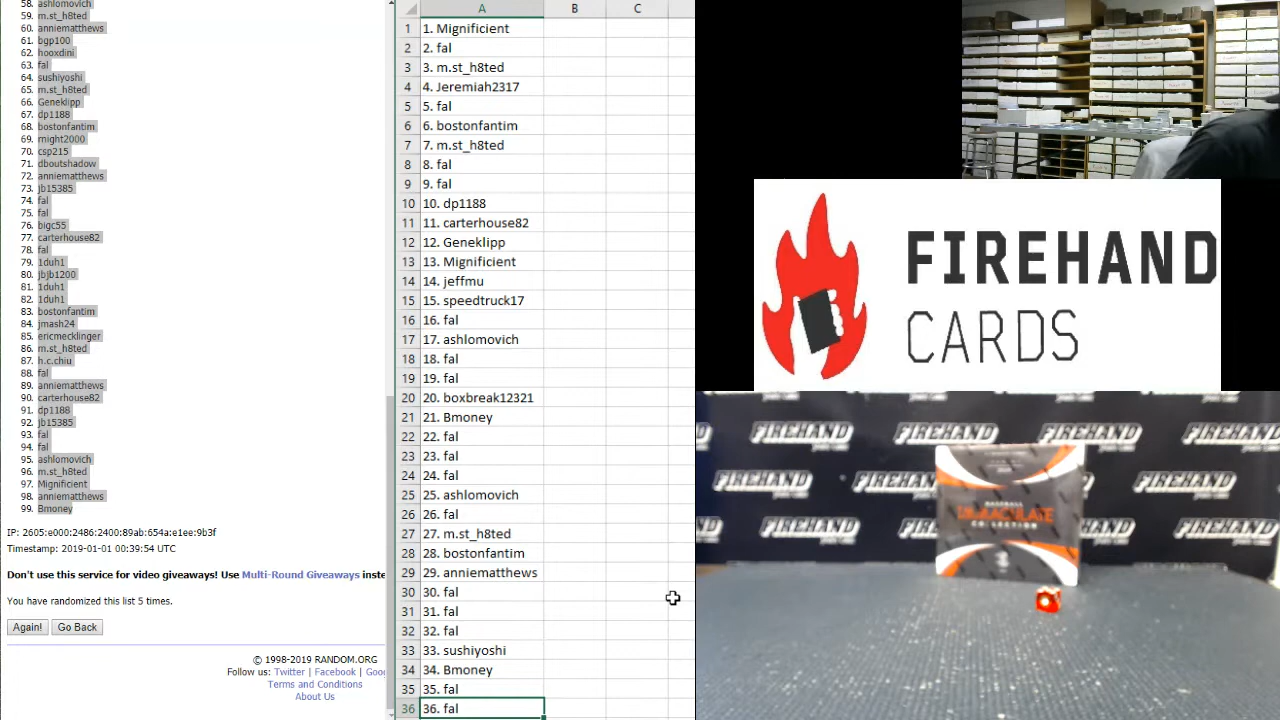 58. ashlomovich
59. m.st_h8ted
60. anniematthews
61. bgp100
62. hooxdini
63. fal
64. sushiyoshi
65. m.st_h8ted
66. Geneklipp
67. dp1188
68. bostonfantim
69. might2000
70. csp215
71. dboutshadow
72. anniematthews
73. jb15385
74. fal
75. fal
76. bigc55
77. carterhouse82
78. fal
79. 1duh1
80. jbjb1200
81. 1duh1
82. 1duh1
83. bostonfantim
84. jmash24
85. ericmecklinger
86. m.st_h8ted
87. h.c.chiu
88. fal
89. anniematthews
90. carterhouse82
91. dp1188
92. jb15385
93. fal
94. fal
95. ashlomovich
96. m.st_h8ted
97. Mignificient
98. anniematthews
99. Bmoney
IP: 2605:e000:2486:2400:89ab:654a:e1ee:9b3f
Timestamp: 2019-01-01 00:39:54 UTC
Don't use this service for video giveaways! Use Multi-Round Giveaways inste
You have randomized this list 5 times.
Again! Go Back
© 1998-2019 RANDOM.ORG
Follow us: Twitter | Facebook | Goo
Terms and Conditions
About Us
A B C
1 1. Mignificient
2 2. fal
3 3. m.st_h8ted
4 4. Jeremiah2317
5 5. fal
6 6. bostonfantim
7 7. m.st_h8ted
8 8. fal
9 9. fal
10 10. dp1188
11 11. carterhouse82
12 12. Geneklipp
13 13. Mignificient
14 14. jeffmu
15 15. speedtruck17
16 16. fal
17 17. ashlomovich
18 18. fal
19 19. fal
20 20. boxbreak12321
21 21. Bmoney
22 22. fal
23 23. fal
24 24. fal
25 25. ashlomovich
26 26. fal
27 27. m.st_h8ted
28 28. bostonfantim
29 29. anniematthews
30 30. fal
31 31. fal
32 32. fal
33 33. sushiyoshi
34 34. Bmoney
35 35. fal
36 36. fal
FIREHAND
CARDS
FIREHAND FIREHAND FIREHAND
FIREHAND FIREHAND
BASEBALL
IMMACULATE
COLLECTION